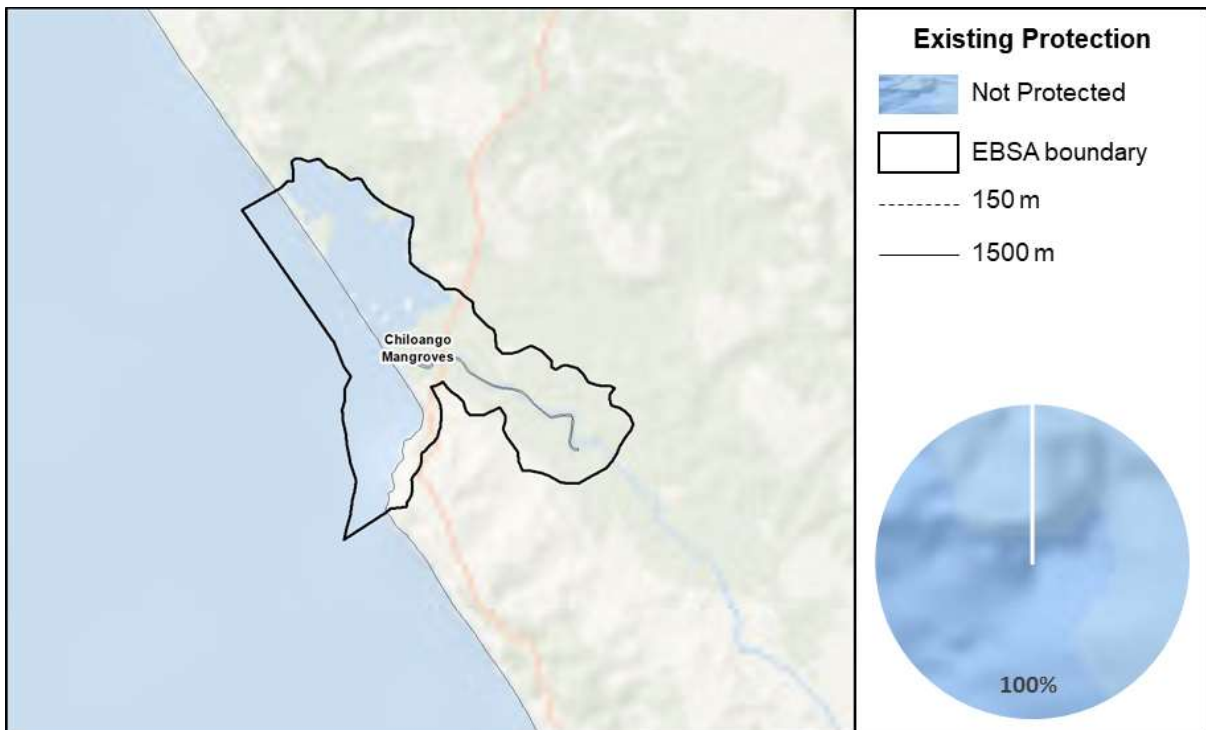 Existing Protection
Not Protected
EBSA boundary
150 m
1500 m
Chiloango
Mangroves
100%